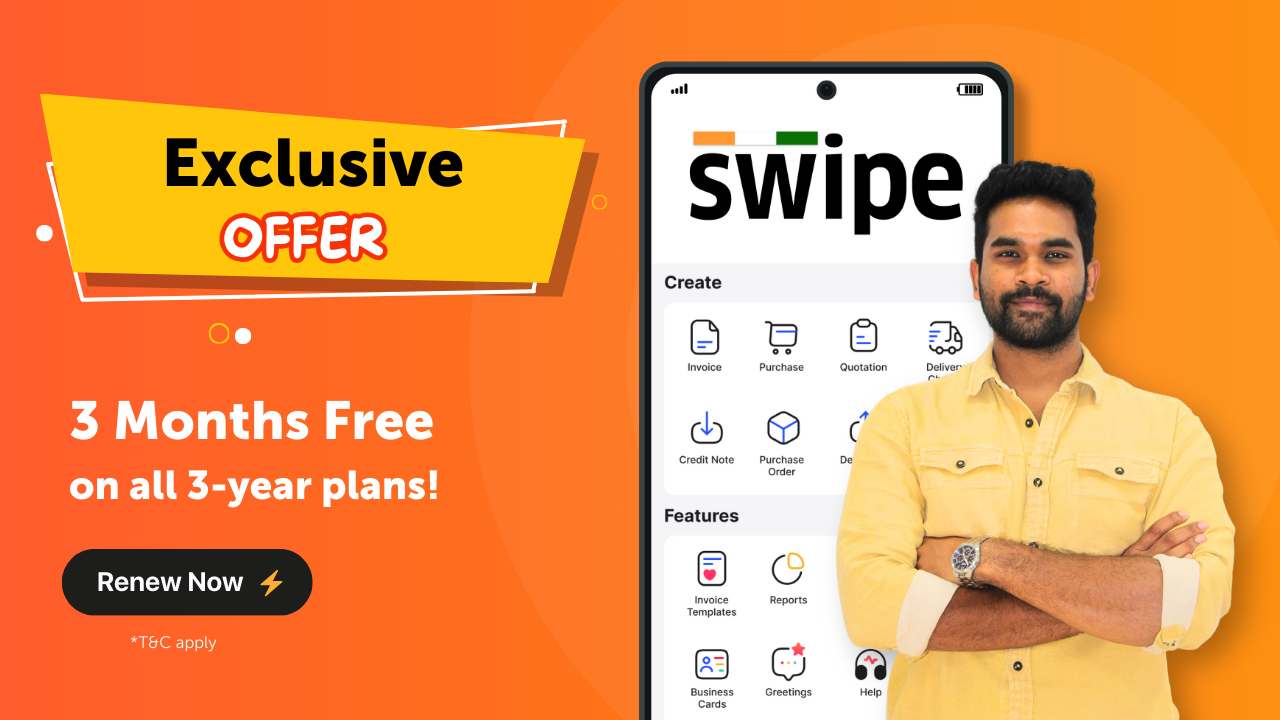 Exclusive
OFFER
3 Months Free
on all 3-year plans!
Renew Now
*T&C apply
swipe
Create
Invoice
Purchase
Quotation
Delivery
Credit Note
Purchase
Order
Features
Invoice
Templates
Reports
Business
Cards
Greetings
Help